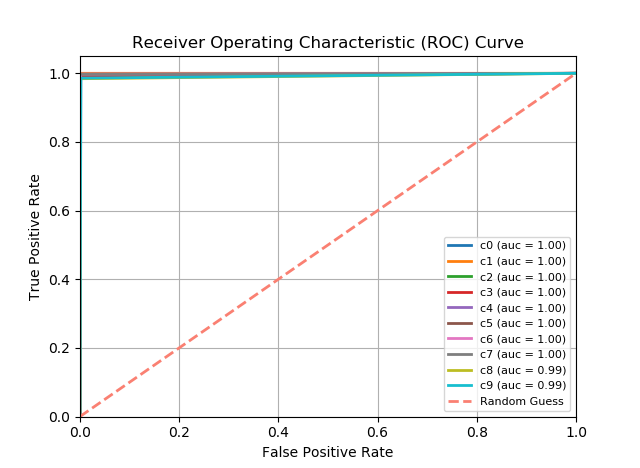 Receiver Operating Characteristic (ROC) Curve
True Positive Rate
1.0
0.8
0.6
0.4
0.2
0.0
0.0 0.2 0.4 0.6 0.8 1.0
False Positive Rate
c0 (auc = 1.00)
c1 (auc = 1.00)
c2 (auc = 1.00)
c3 (auc = 1.00)
c4 (auc = 1.00)
c5 (auc = 1.00)
c6 (auc = 1.00)
c7 (auc = 1.00)
c8 (auc = 0.99)
c9 (auc = 0.99)
Random Guess